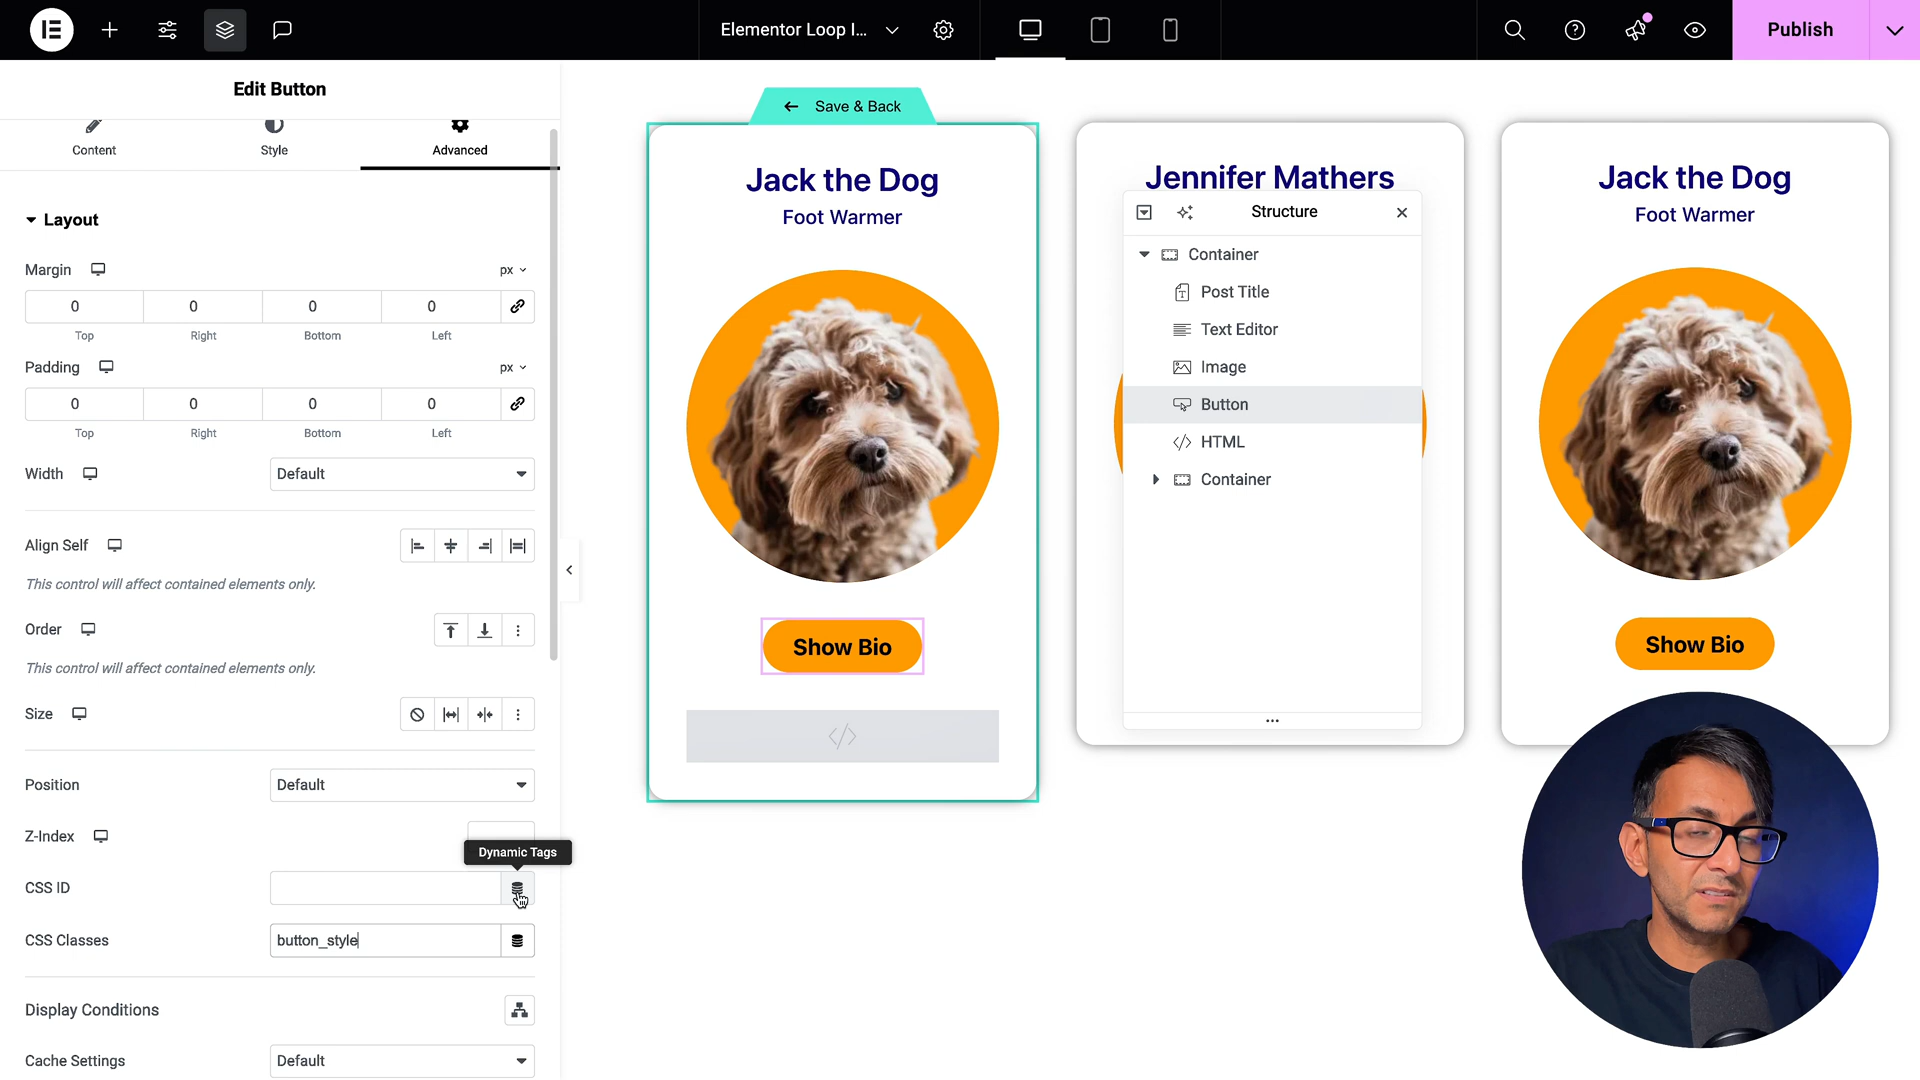 Elementor Loop I...
Publish
Edit Button
Content
Style
Advanced
Layout
Margin
px
0
0
0
0
Top
Right
Bottom
Left
Padding
px
0
0
0
0
Top
Right
Bottom
Left
Width
Default
Align Self
This control will affect contained elements only.
Order
This control will affect contained elements only.
Size
Position
Default
Z-Index
Dynamic Tags
CSS ID
CSS Classes
button_style
Display Conditions
Cache Settings
Default
Save & Back
Jack the Dog
Foot Warmer
Show Bio
Jennifer Mathers
Structure
Container
Post Title
Text Editor
Image
Button
HTML
Container
Jack the Dog
Foot Warmer
Show Bio